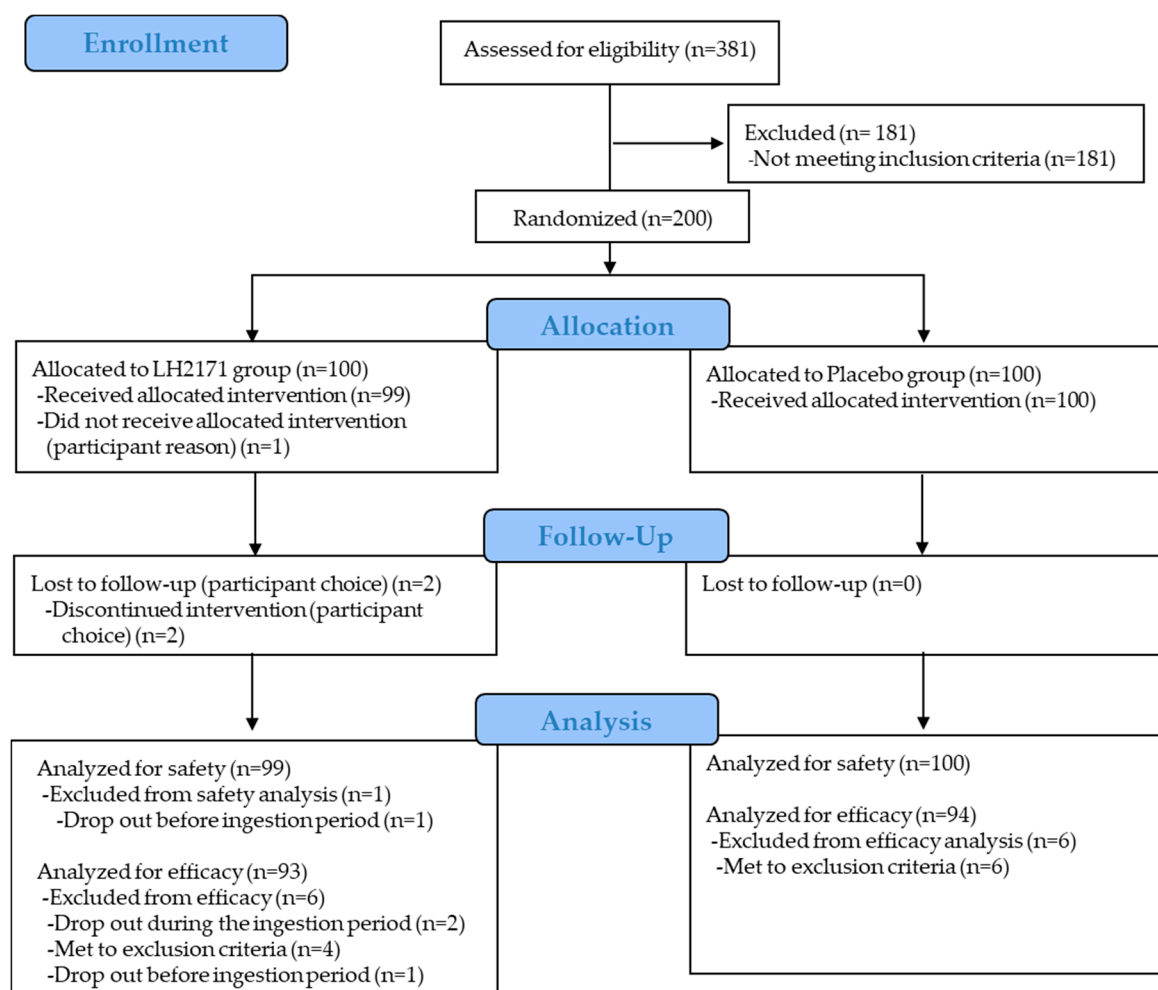 Enrollment
Assessed for eligibility (n=381)
Excluded (n= 181)
-Not meeting inclusion criteria (n=181)
Randomized (n=200)
Allocation
Allocated to LH2171 group (n=100)
-Received allocated intervention (n=99)
-Did not receive allocated intervention
(participant reason) (n=1)
Allocated to Placebo group (n=100)
-Received allocated intervention (n=100)
Follow-Up
Lost to follow-up (participant choice) (n=2)
-Discontinued intervention (participant
choice) (n=2)
Lost to follow-up (n=0)
Analysis
Analyzed for safety (n=99)
-Excluded from safety analysis (n=1)
-Drop out before ingestion period (n=1)
Analyzed for efficacy (n=93)
-Excluded from efficacy (n=6)
-Drop out during the ingestion period (n=2)
-Met to exclusion criteria (n=4)
-Drop out before ingestion period (n=1)
Analyzed for safety (n=100)
Analyzed for efficacy (n=94)
-Excluded from efficacy analysis (n=6)
-Met to exclusion criteria (n=6)